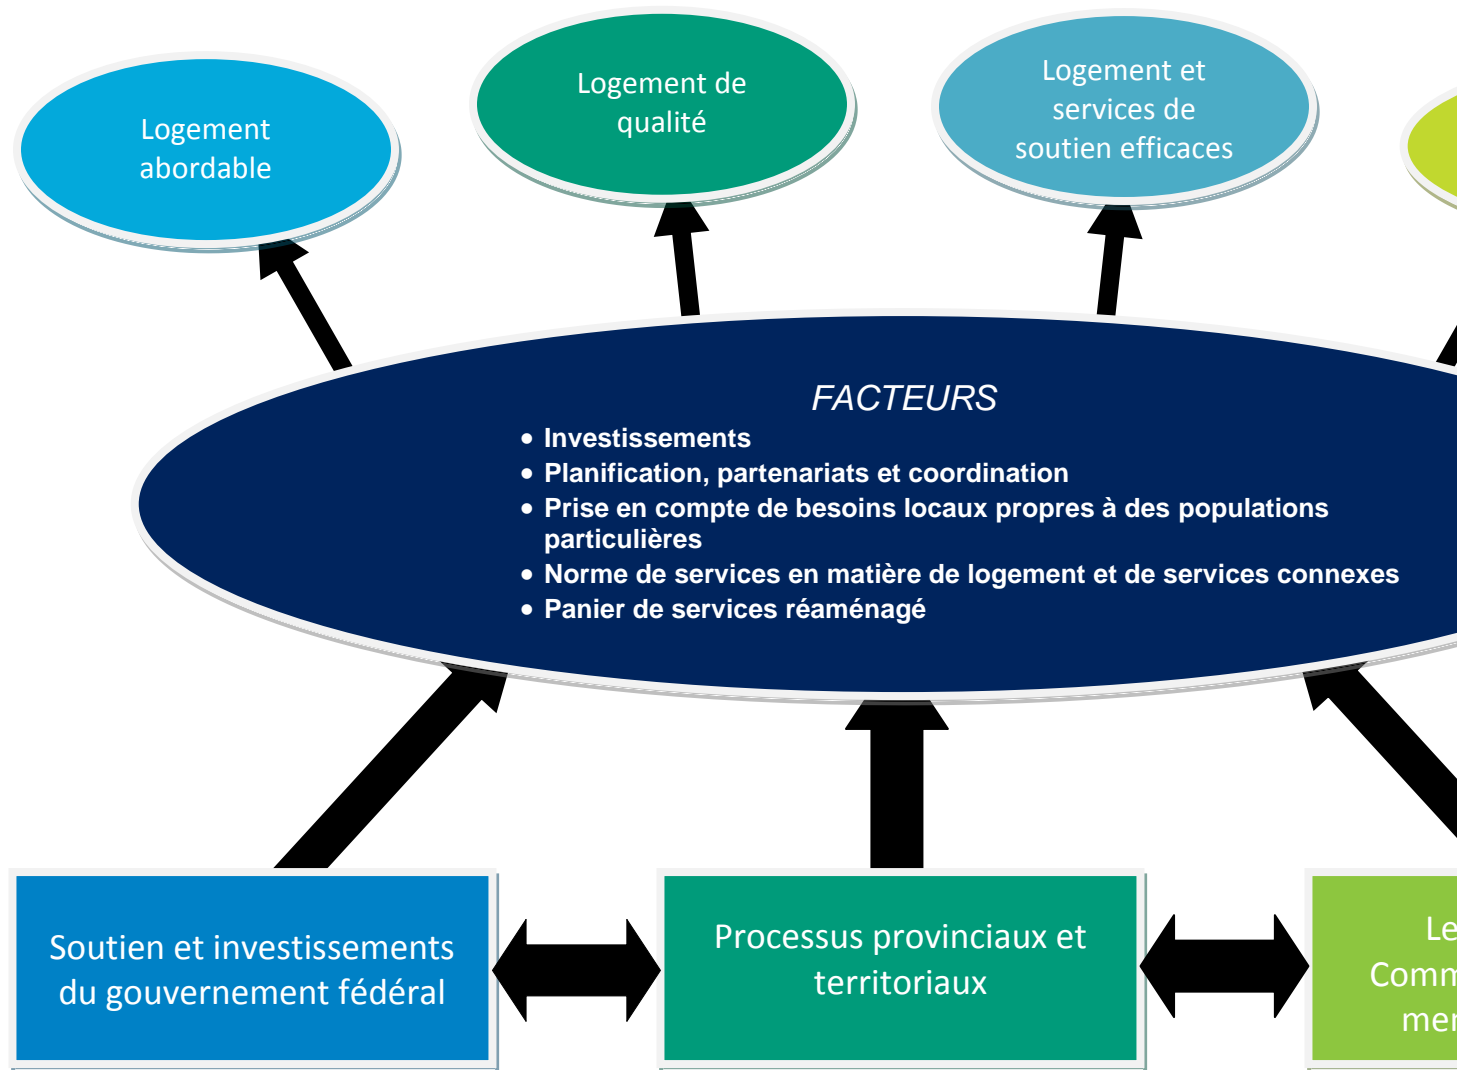 Logement
abordable
Logement de
qualité
Logement et
services de
soutien efficaces
FACTEURS
• Investissements
• Planification, partenariats et coordination
• Prise en compte de besoins locaux propres à des populations
particulières
• Norme de services en matière de logement et de services connexes
• Panier de services réaménagé
Soutien et investissements
du gouvernement fédéral
Processus provinciaux et
territoriaux